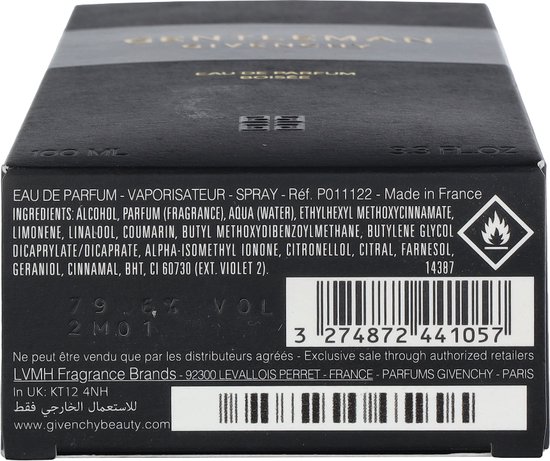 GENTLEMAN
GIVENCHY
EAU DE PARFUM
BOISÉE
100 ML 3.3 FL.OZ
EAU DE PARFUM - VAPORISATEUR - SPRAY - Réf. P011122 - Made in France
INGREDIENTS: ALCOHOL, PARFUM (FRAGRANCE), AQUA (WATER), ETHYLHEXYL METHOXYCINNAMATE,
LIMONENE, LINALOOL, COUMARIN, BUTYL METHOXYDIBENZOYLMETHANE, BUTYLENE GLYCOL
DICAPRYLATE/DICAPRATE, ALPHA-ISOMETHYL IONONE, CITRONELLOL, CITRAL, FARNESOL,
GERANIOL, CINNAMAL, BHT, CI 60730 (EXT. VIOLET 2). 14387
79.6% VOL
2M01
3 274872 441057
Ne peut être vendu que par les distributeurs agréés - Exclusive sale through authorized retailers
LVMH Fragrance Brands - 92300 LEVALLOIS PERRET - FRANCE - PARFUMS GIVENCHY - PARIS
In UK: KT12 4NH
للاستعمال الخارجي فقط
www.givenchybeauty.com